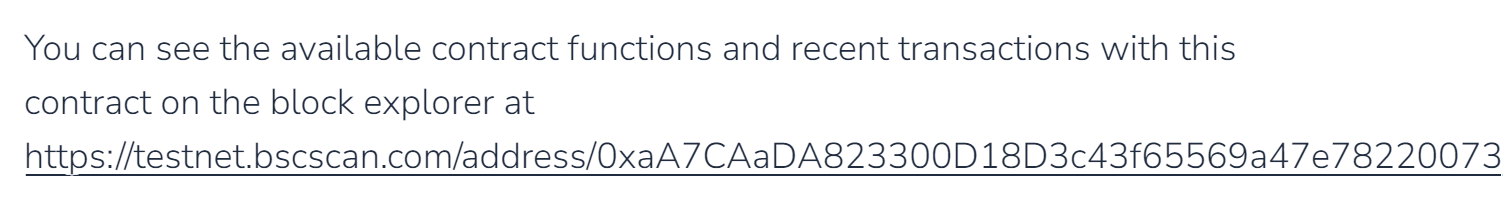 You can see the available contract functions and recent transactions with this
contract on the block explorer at
https://testnet.bscscan.com/address/0xaA7CAaDA823300D18D3c43f65569a47e78220073